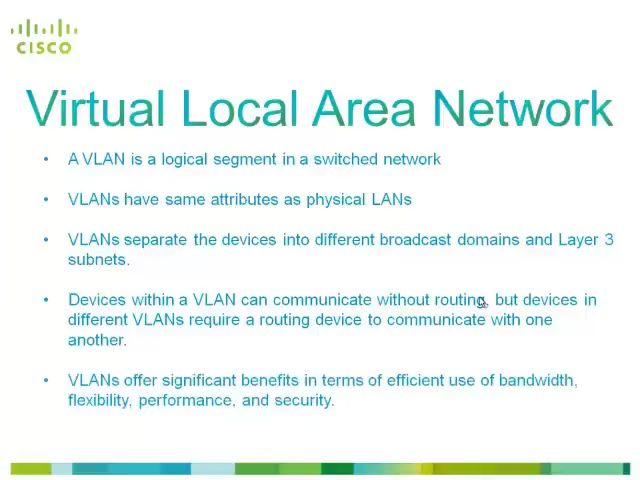 CISCO
Virtual Local Area Network
• A VLAN is a logical segment in a switched network
• VLANs have same attributes as physical LANs
• VLANs separate the devices into different broadcast domains and Layer 3
subnets.
• Devices within a VLAN can communicate without routing, but devices in
different VLANs require a routing device to communicate with one
another.
• VLANs offer significant benefits in terms of efficient use of bandwidth,
flexibility, performance, and security.